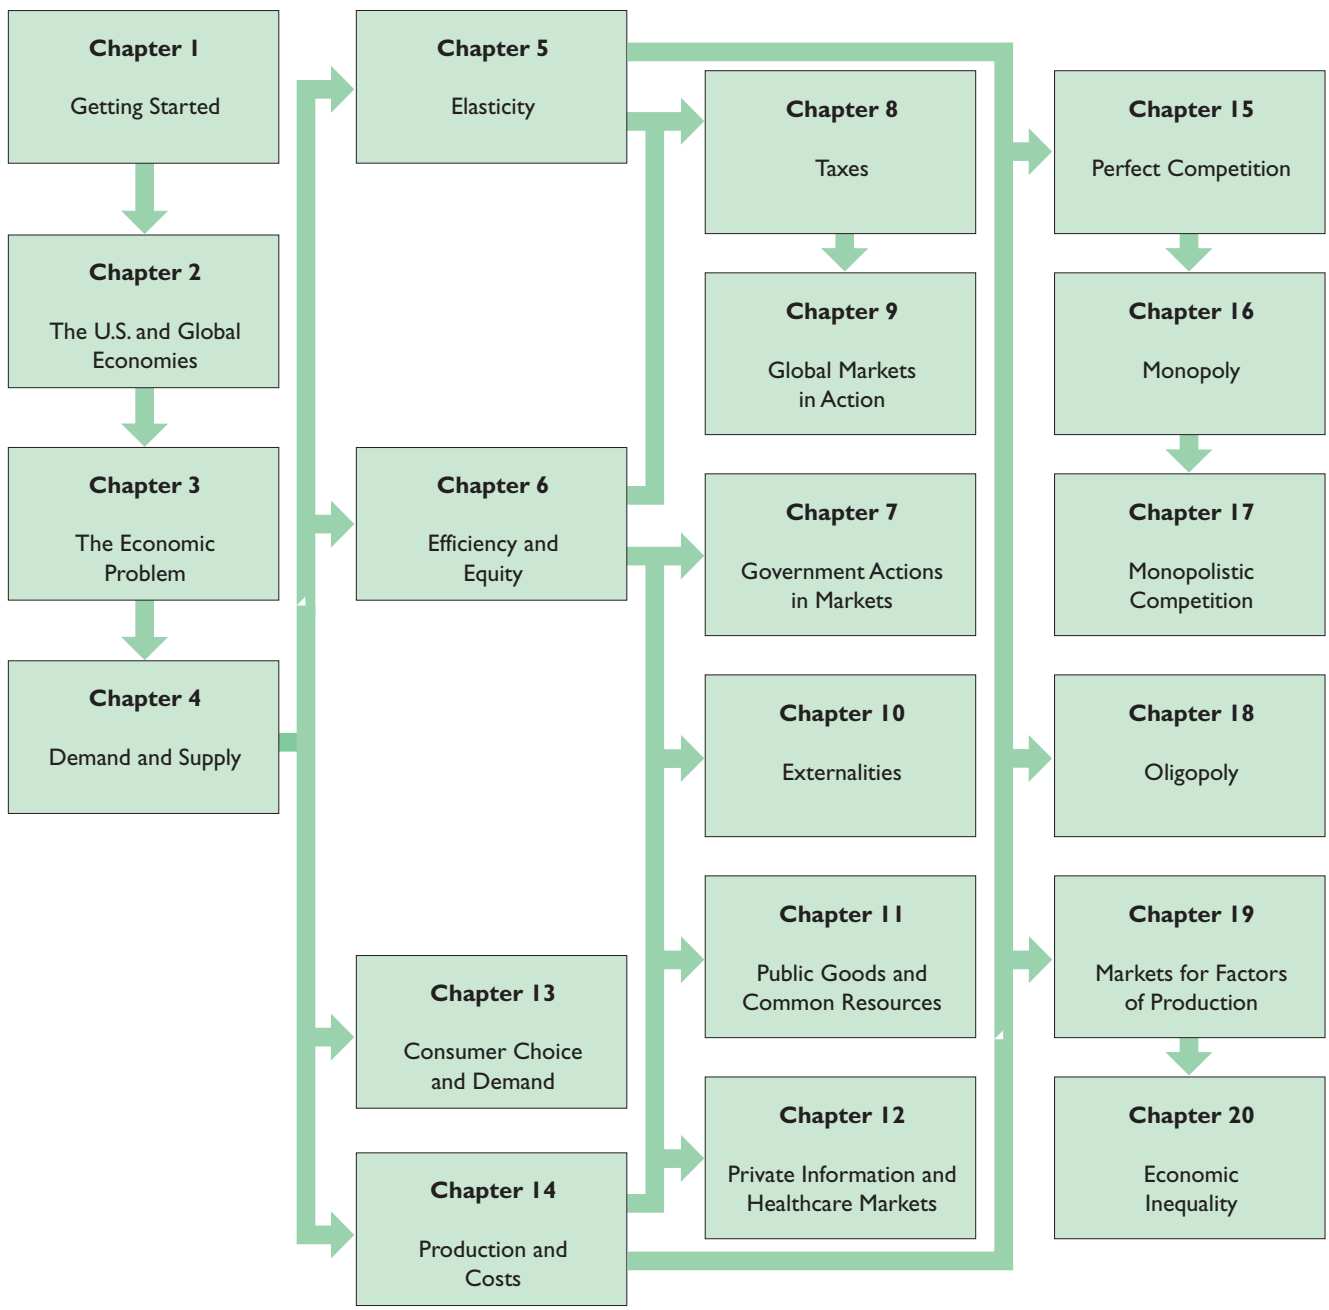 Chapter 1
Getting Started
Chapter 2
The U.S. and Global
Economies
Chapter 3
The Economic
Problem
Chapter 4
Demand and Supply
Chapter 5
Elasticity
Chapter 6
Efficiency and
Equity
Chapter 13
Consumer Choice
and Demand
Chapter 14
Production and
Costs
Chapter 8
Taxes
Chapter 9
Global Markets
in Action
Chapter 7
Government Actions
in Markets
Chapter 10
Externalities
Chapter 11
Public Goods and
Common Resources
Chapter 12
Private Information and
Healthcare Markets
Chapter 15
Perfect Competition
Chapter 16
Monopoly
Chapter 17
Monopolistic
Competition
Chapter 18
Oligopoly
Chapter 19
Markets for Factors
of Production
Chapter 20
Economic
Inequality